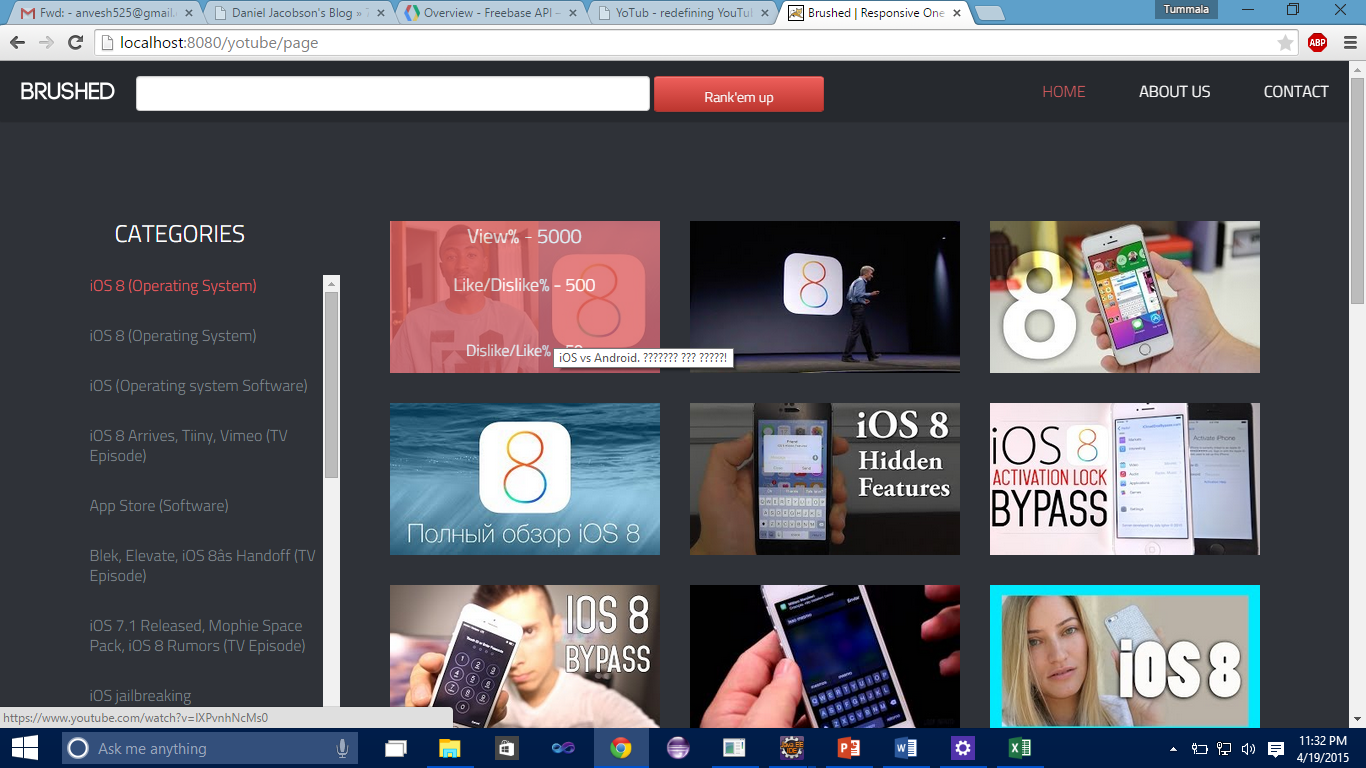 Fwd: - anvesh525@gmail.
Daniel Jacobson's Blog »
Overview - Freebase API –
YoTub - redefining YouTu
Brushed | Responsive One
Tummala
localhost:8080/yotube/page
ABP
BRUSHED
Rank'em up
HOME
ABOUT US
CONTACT
CATEGORIES
iOS 8 (Operating System)
iOS 8 (Operating System)
iOS (Operating system Software)
iOS 8 Arrives, Tiiny, Vimeo (TV
Episode)
App Store (Software)
Blek, Elevate, iOS 8âs Handoff (TV
Episode)
iOS 7.1 Released, Mophie Space
Pack, iOS 8 Rumors (TV Episode)
iOS jailbreaking
View% - 5000
Like/Dislike% - 500
Dislike/Like%
iOS vs Android. ??????? ??? ?????!
8
8
8
8
Полный обзор iOS 8
iOS 8
Hidden
Features
iOS 8
ACTIVATION LOCK
BYPASS
Activate iPhone
IOS 8
BYPASS
iOS 8
https://www.youtube.com/watch?v=IXPvnhNcMs0
Ask me anything
11:32 PM
4/19/2015